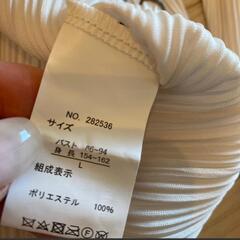 NO. 282536
サイズ
バスト 86-94
身長 154-162
L
組成表示
ポリエステル 100%